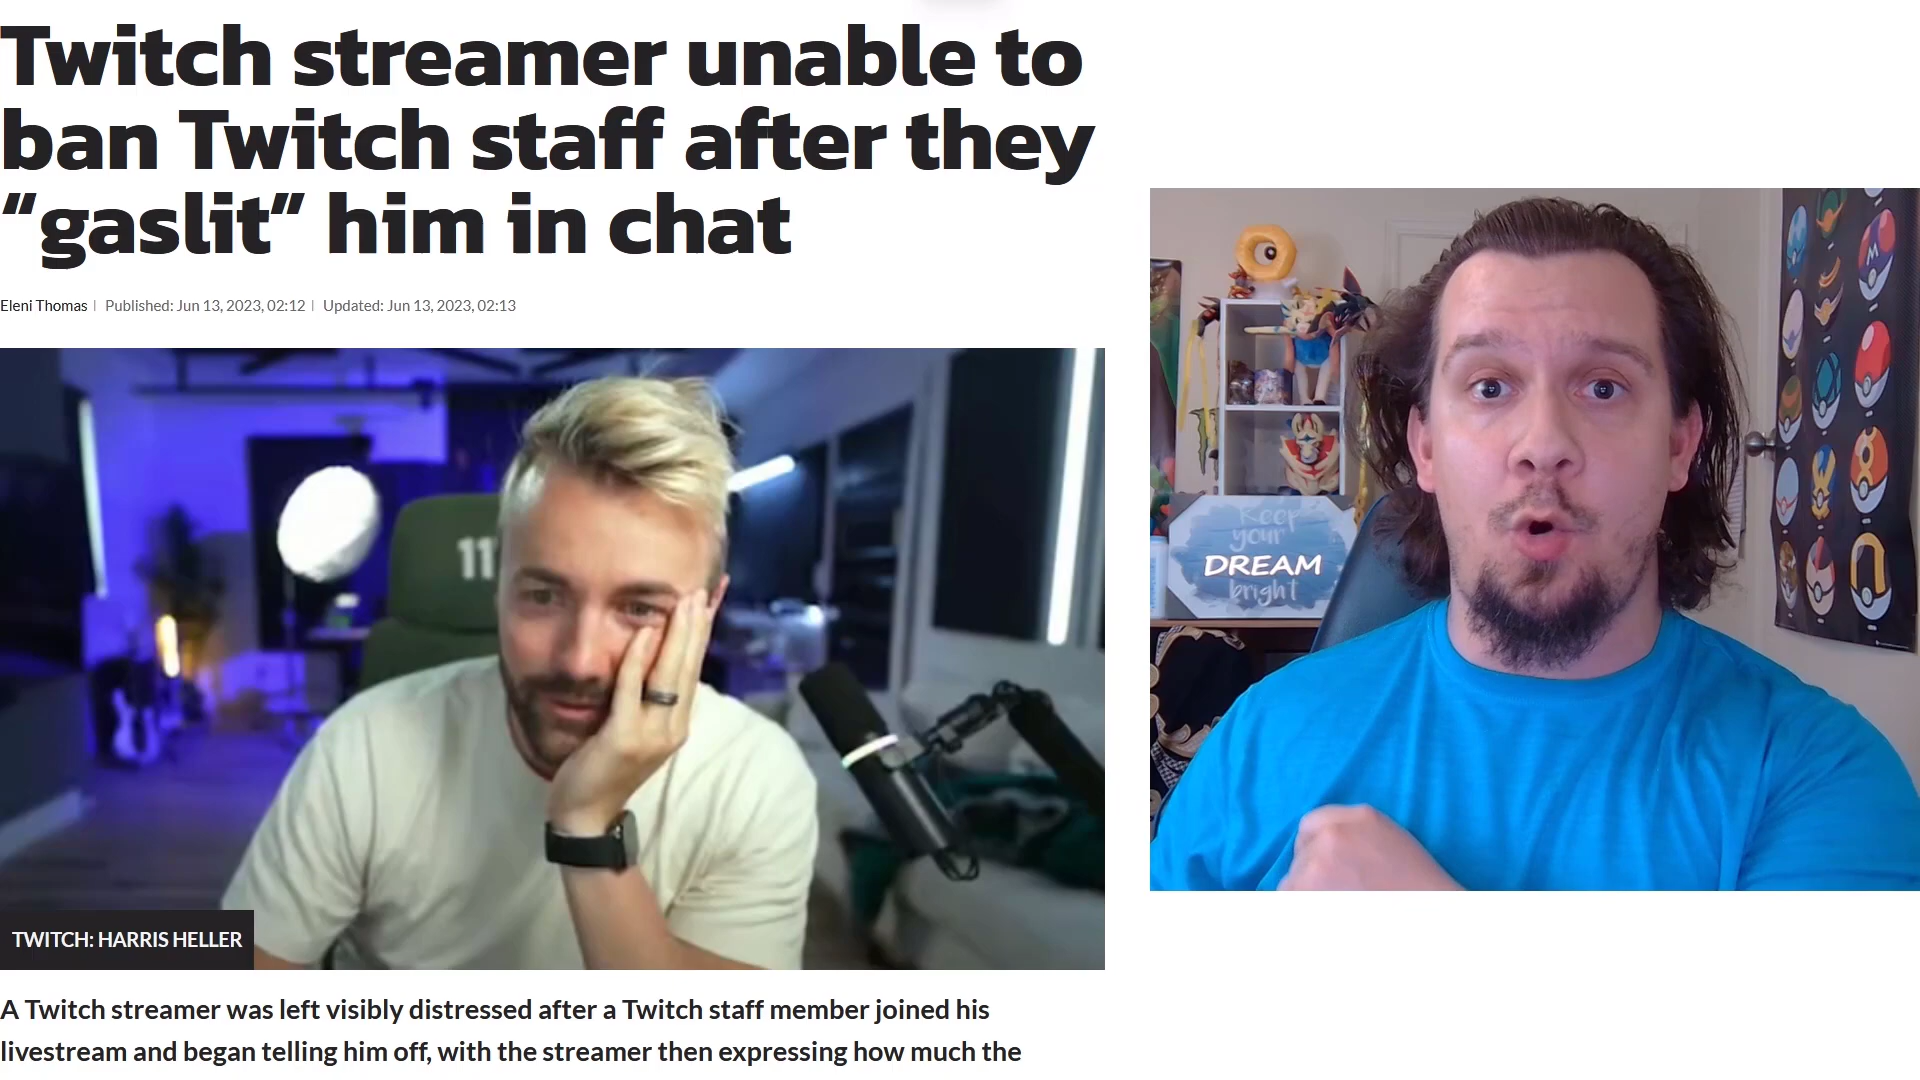 Twitch streamer unable to
ban Twitch staff after they
“gaslit” him in chat
Eleni Thomas | Published: Jun 13, 2023, 02:12 | Updated: Jun 13, 2023, 02:13
11
TWITCH: HARRIS HELLER
A Twitch streamer was left visibly distressed after a Twitch staff member joined his
livestream and began telling him off, with the streamer then expressing how much the
Keep
your
DREAM
bright